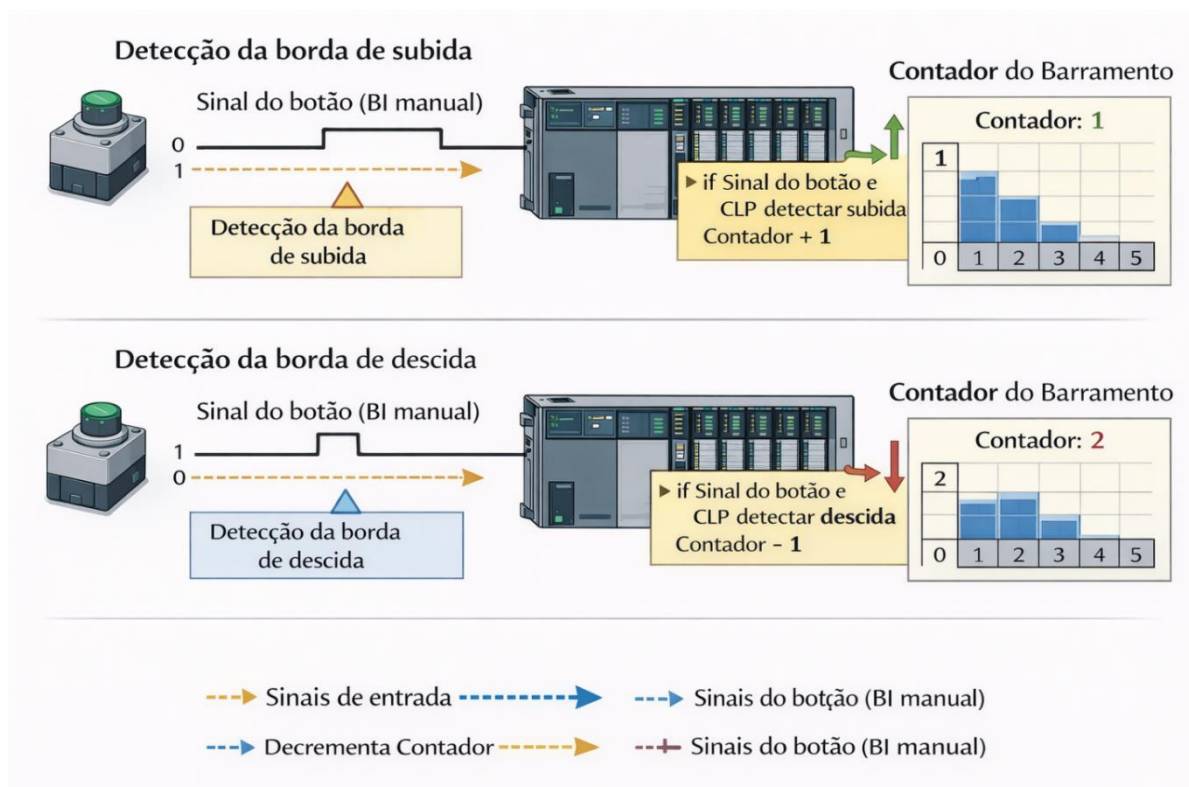 Detecção da borda de subida
Sinal do botão (BI manual)
0
1
Detecção da borda
de subida
if Sinal do botão e
CLP detectar subida
Contador + 1
Contador do Barramento
Contador: 1
1
0 1 2 3 4 5
Detecção da borda de descida
Sinal do botão (BI manual)
1
0
Detecção da borda
de descida
if Sinal do botão e
CLP detectar descida
Contador - 1
Contador do Barramento
Contador: 2
2
0 1 2 3 4 5
Sinais de entrada
Sinais do botção (BI manual)
Decrementa Contador
Sinais do botão (BI manual)